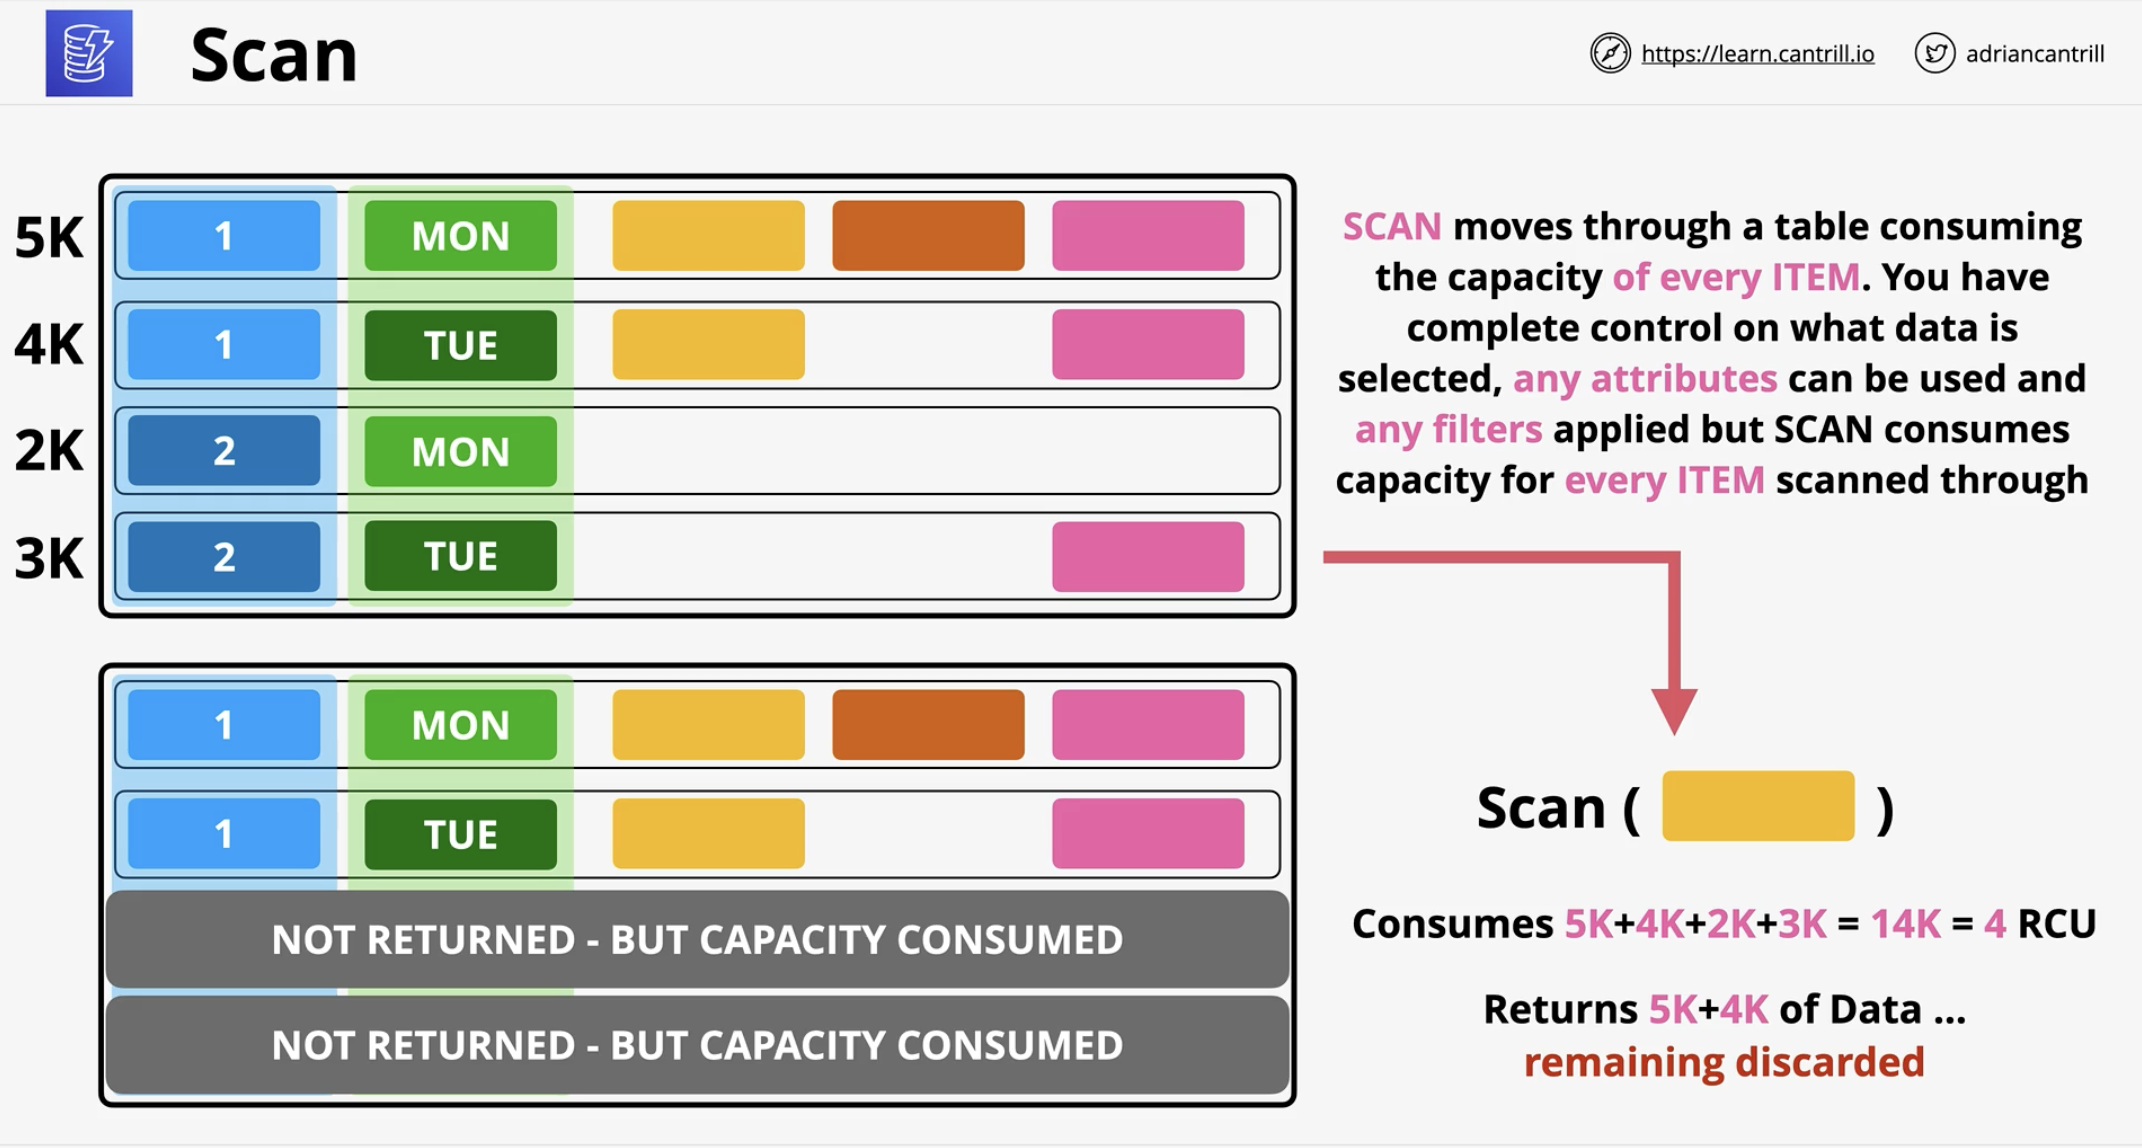 Scan
https://learn.cantrill.io
adriancantrill
5K
1
MON
4K
1
TUE
2K
2
MON
3K
2
TUE
SCAN moves through a table consuming
the capacity of every ITEM. You have
complete control on what data is
selected, any attributes can be used and
any filters applied but SCAN consumes
capacity for every ITEM scanned through
1
MON
1
TUE
NOT RETURNED - BUT CAPACITY CONSUMED
NOT RETURNED - BUT CAPACITY CONSUMED
Scan ( )
Consumes 5K+4K+2K+3K = 14K = 4 RCU
Returns 5K+4K of Data ...
remaining discarded